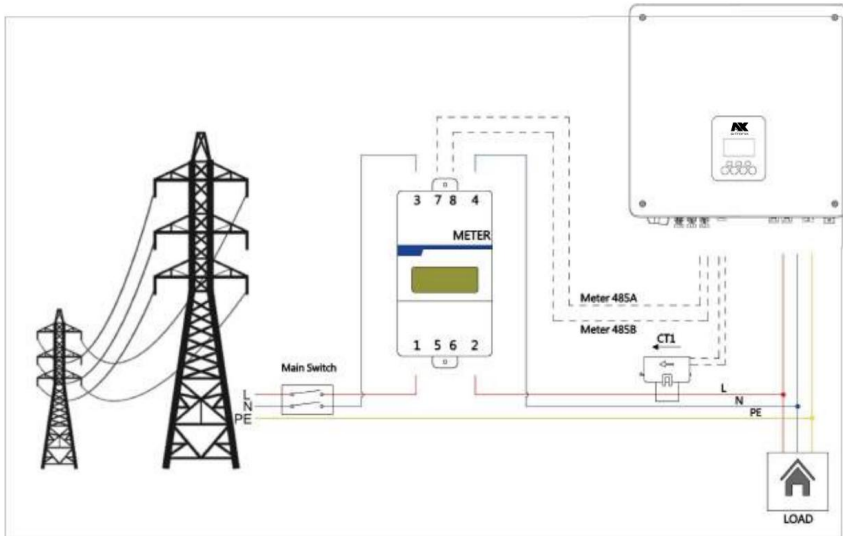 3 7 8 4
METER
Meter 485A
Meter 485B
1 5 6 2
CT1
Main Switch
L
N
PE
L
N
PE
LOAD